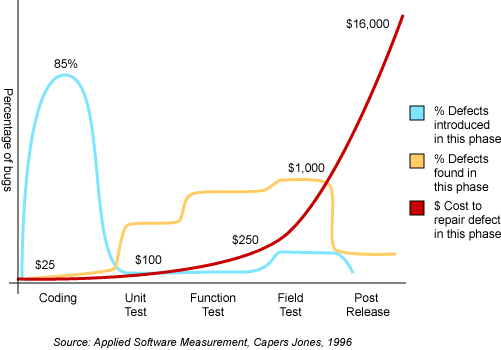 $16,000
85%
% Defects
introduced
in this phase
Percentage of bugs
% Defects
found in
this phase
$1,000
$ Cost to
repair defect
in this phase
$250
$100
$25
Coding
Unit
Test
Function
Test
Field
Test
Post
Release
Source: Applied Software Measurement, Capers Jones, 1996